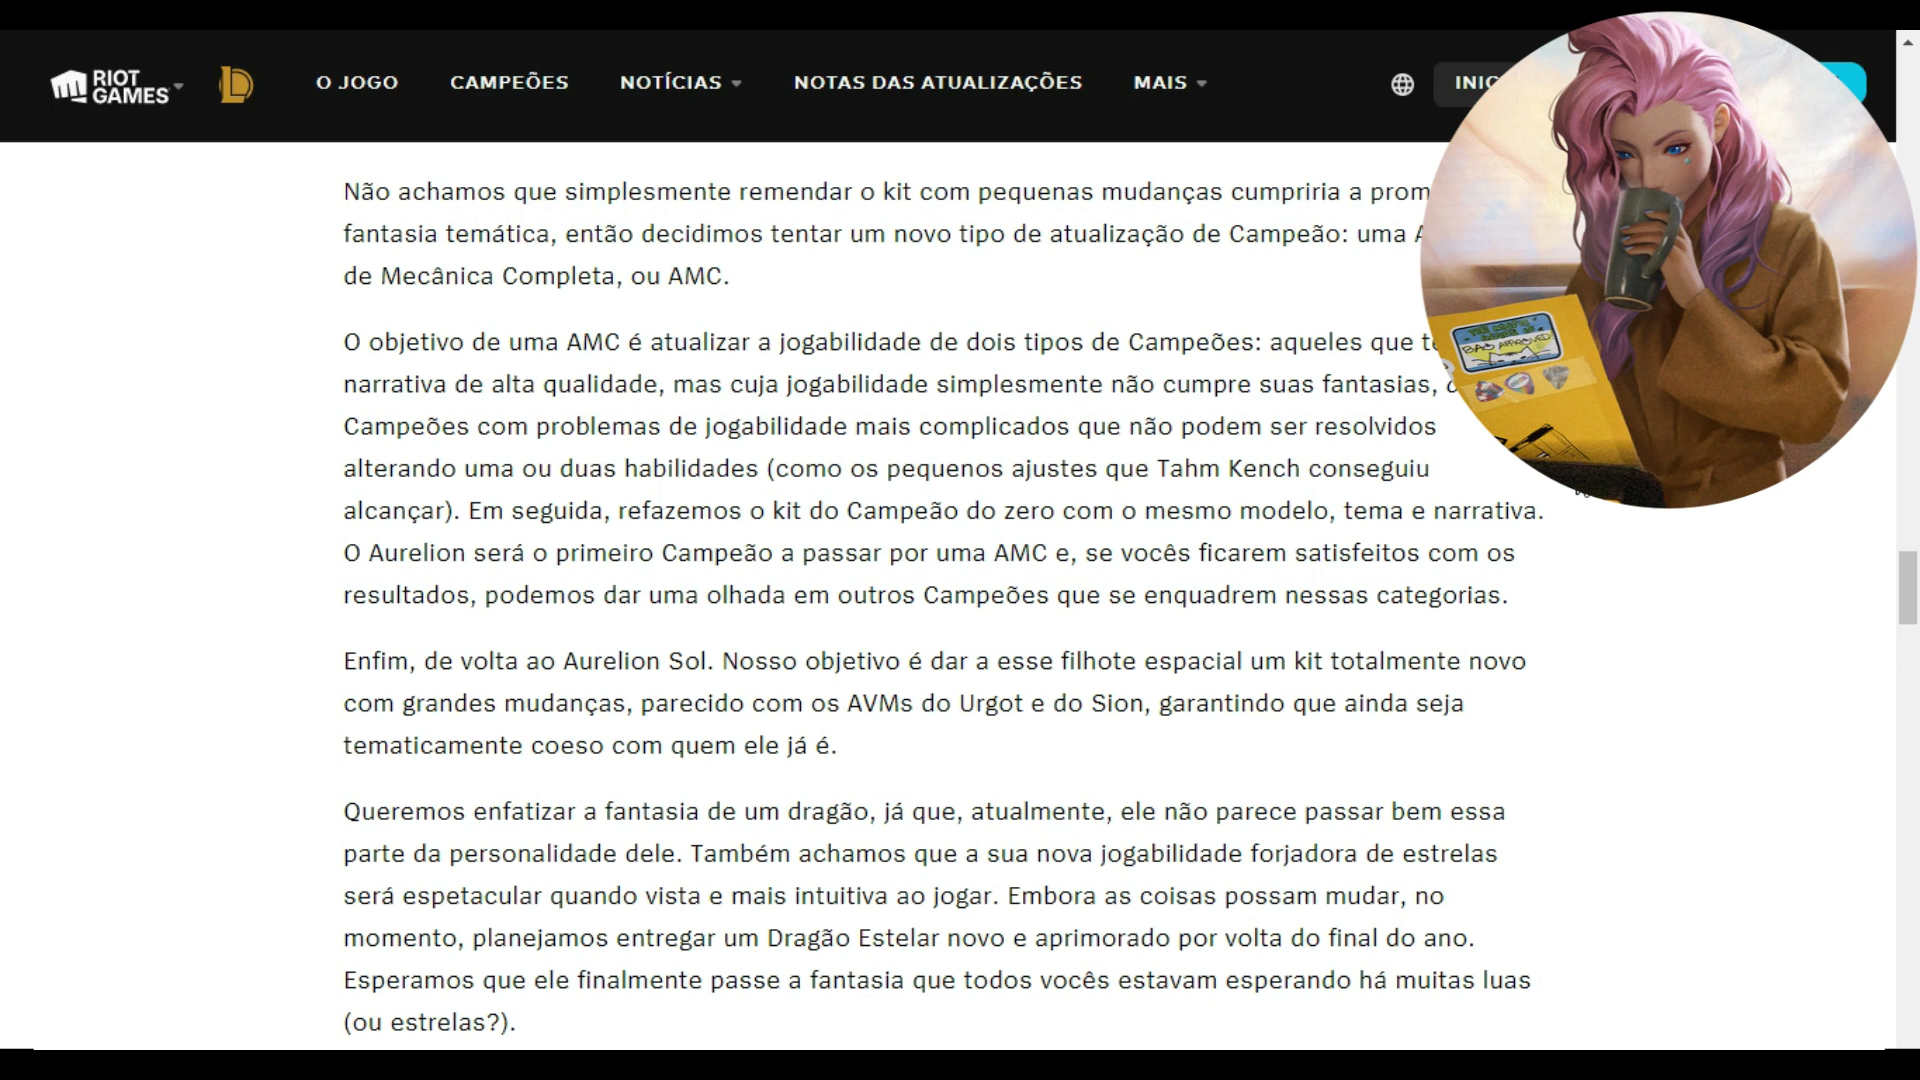 RIOT GAMES
O JOGO CAMPEÕES NOTÍCIAS NOTAS DAS ATUALIZAÇÕES MAIS
Não achamos que simplesmente remendar o kit com pequenas mudanças cumpriria a
fantasia temática, então decidimos tentar um novo tipo de atualização de Campeão: uma
de Mecânica Completa, ou AMC.
O objetivo de uma AMC é atualizar a jogabilidade de dois tipos de Campeões: aqueles que
narrativa de alta qualidade, mas cuja jogabilidade simplesmente não cumpre suas fantasias,
Campeões com problemas de jogabilidade mais complicados que não podem ser resolvidos
alterando uma ou duas habilidades (como os pequenos ajustes que Tahm Kench conseguiu
alcançar). Em seguida, refazemos o kit do Campeão do zero com o mesmo modelo, tema e narrativa.
O Aurelion será o primeiro Campeão a passar por uma AMC e, se vocês ficarem satisfeitos com os
resultados, podemos dar uma olhada em outros Campeões que se enquadrem nessas categorias.
Enfim, de volta ao Aurelion Sol. Nosso objetivo é dar a esse filhote espacial um kit totalmente novo
com grandes mudanças, parecido com os AVMs do Urgot e do Sion, garantindo que ainda seja
tematicamente coeso com quem ele já é.
Queremos enfatizar a fantasia de um dragão, já que, atualmente, ele não parece passar bem essa
parte da personalidade dele. Também achamos que a sua nova jogabilidade forjadora de estrelas
será espetacular quando vista e mais intuitiva ao jogar. Embora as coisas possam mudar, no
momento, planejamos entregar um Dragão Estelar novo e aprimorado por volta do final do ano.
Esperamos que ele finalmente passe a fantasia que todos vocês estavam esperando há muitas luas
(ou estrelas?).